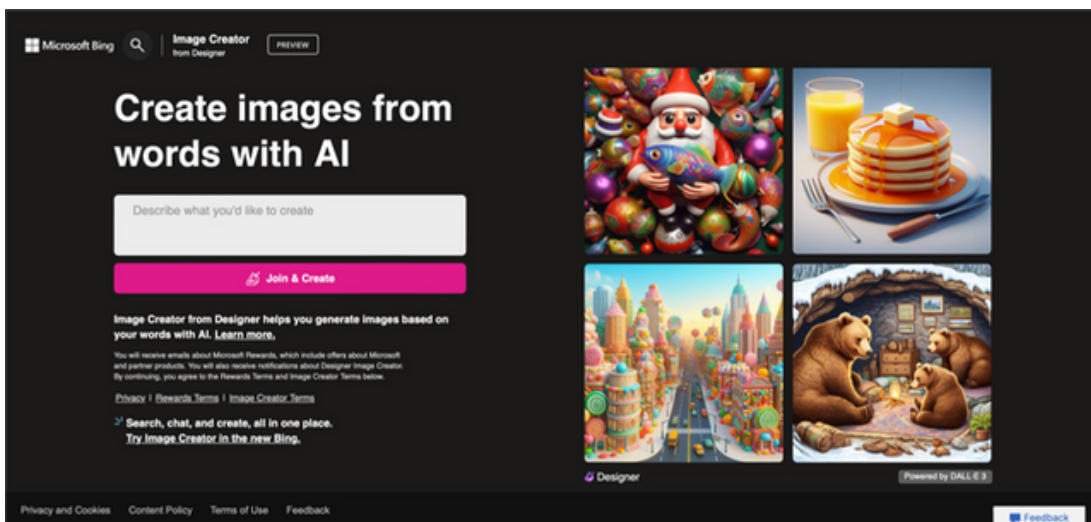 Microsoft Bing
Image Creator
from Designer
PREVIEW
Create images from
words with AI
Describe what you'd like to create
Join & Create
Image Creator from Designer helps you generate images based on
your words with AI. Learn more.
You will receive emails about Microsoft Rewards, which include offers about Microsoft
and partner products. You will also receive notifications about Designer Image Creator.
By continuing, you agree to the Rewards Terms and Image Creator Terms below.
Privacy | Rewards Terms | Image Creator Terms
Search, chat, and create, all in one place.
Try Image Creator in the new Bing.
Designer
Powered by DALL·E 3
Privacy and Cookies Content Policy Terms of Use Feedback
Feedback